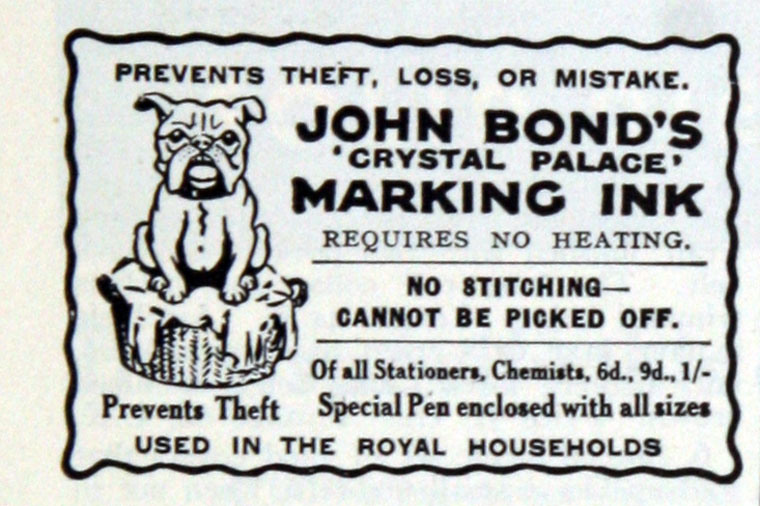 PREVENTS THEFT, LOSS, OR MISTAKE.
JOHN BOND'S
'CRYSTAL PALACE'
MARKING INK
REQUIRES NO HEATING.
NO STITCHING—
CANNOT BE PICKED OFF.
Of all Stationers, Chemists, 6d., 9d., 1/-
Prevents Theft
Special Pen enclosed with all sizes
USED IN THE ROYAL HOUSEHOLDS